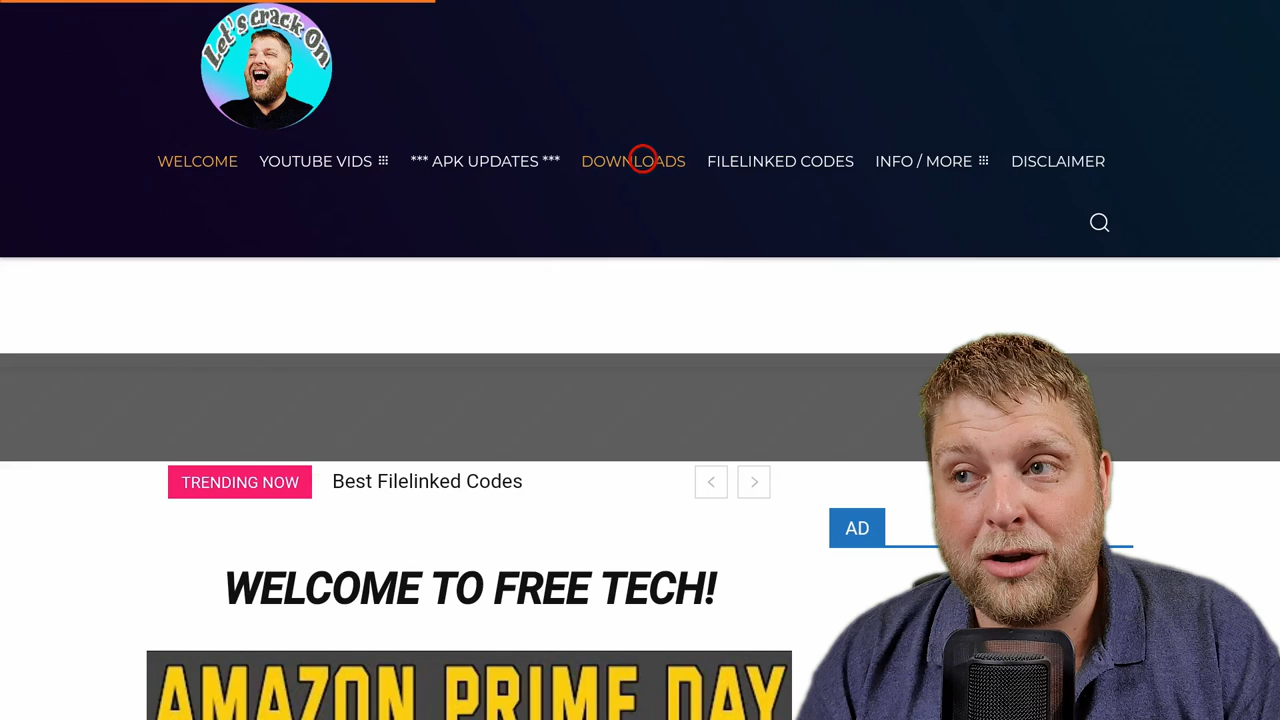 Let's crack On
WELCOME YOUTUBE VIDS *** APK UPDATES *** DOWNLOADS FILELINKED CODES INFO / MORE DISCLAIMER
TRENDING NOW Best Filelinked Codes
AD
WELCOME TO FREE TECH!
AMAZON PRIME DAY